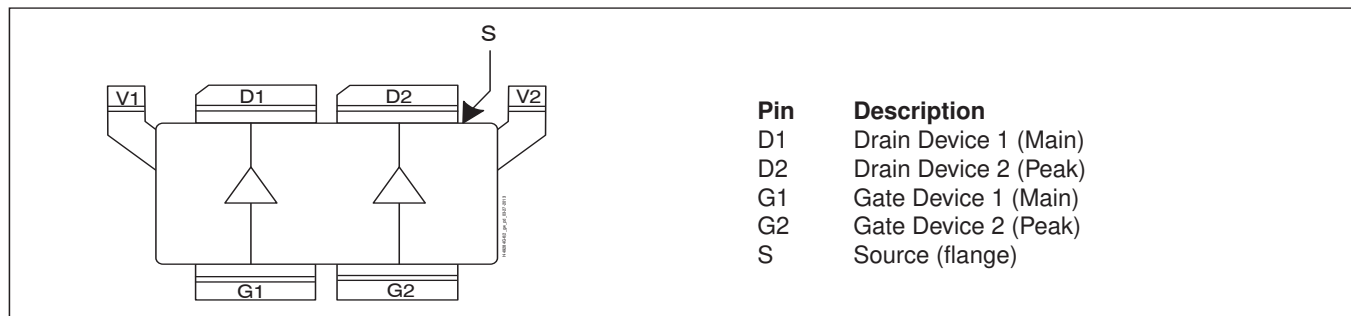 S
V1 D1 D2 V2
G1 G2
Pin Description
D1 Drain Device 1 (Main)
D2 Drain Device 2 (Peak)
G1 Gate Device 1 (Main)
G2 Gate Device 2 (Peak)
S Source (flange)